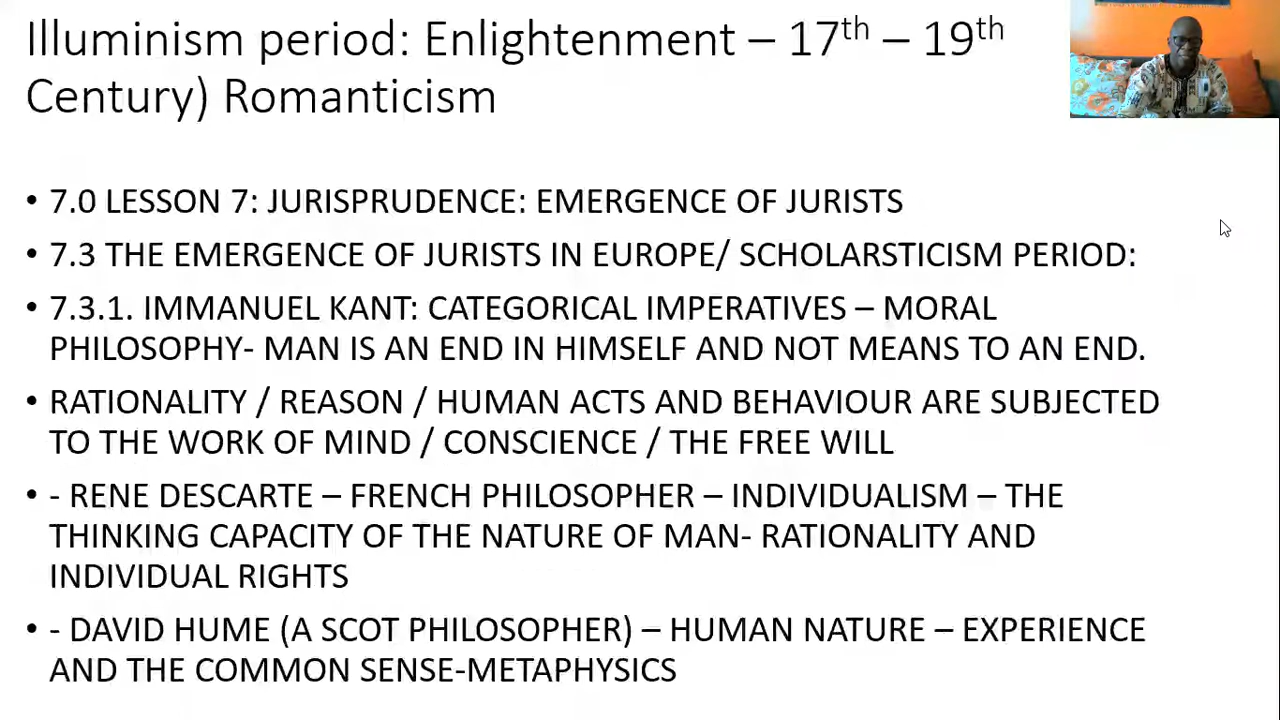 Illuminism period: Enlightenment – 17th – 19th
Century) Romanticism
• 7.0 LESSON 7: JURISPRUDENCE: EMERGENCE OF JURISTS
• 7.3 THE EMERGENCE OF JURISTS IN EUROPE/ SCHOLARSTICISM PERIOD:
• 7.3.1. IMMANUEL KANT: CATEGORICAL IMPERATIVES – MORAL
PHILOSOPHY- MAN IS AN END IN HIMSELF AND NOT MEANS TO AN END.
• RATIONALITY / REASON / HUMAN ACTS AND BEHAVIOUR ARE SUBJECTED
TO THE WORK OF MIND / CONSCIENCE / THE FREE WILL
• - RENE DESCARTE – FRENCH PHILOSOPHER – INDIVIDUALISM – THE
THINKING CAPACITY OF THE NATURE OF MAN- RATIONALITY AND
INDIVIDUAL RIGHTS
• - DAVID HUME (A SCOT PHILOSOPHER) – HUMAN NATURE – EXPERIENCE
AND THE COMMON SENSE-METAPHYSICS